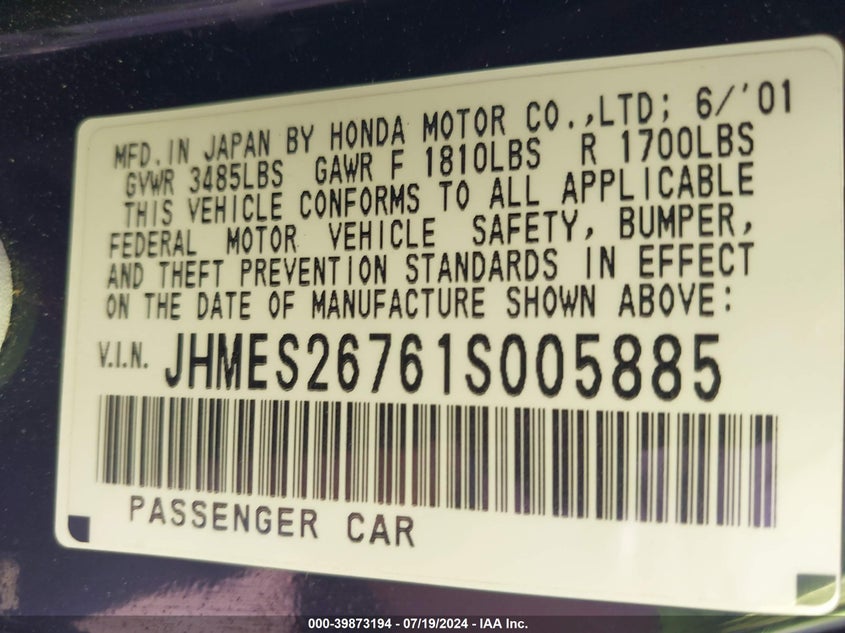 MFD. IN JAPAN BY HONDA MOTOR CO.,LTD; 6/'01
GVWR 3485LBS GAWR F 1810LBS R 1700LBS
THIS VEHICLE CONFORMS TO ALL APPLICABLE
FEDERAL MOTOR VEHICLE SAFETY, BUMPER,
AND THEFT PREVENTION STANDARDS IN EFFECT
ON THE DATE OF MANUFACTURE SHOWN ABOVE:
V.I.N. JHMES26761S005885
PASSENGER CAR
000-39873194 - 07/19/2024 - IAA Inc.